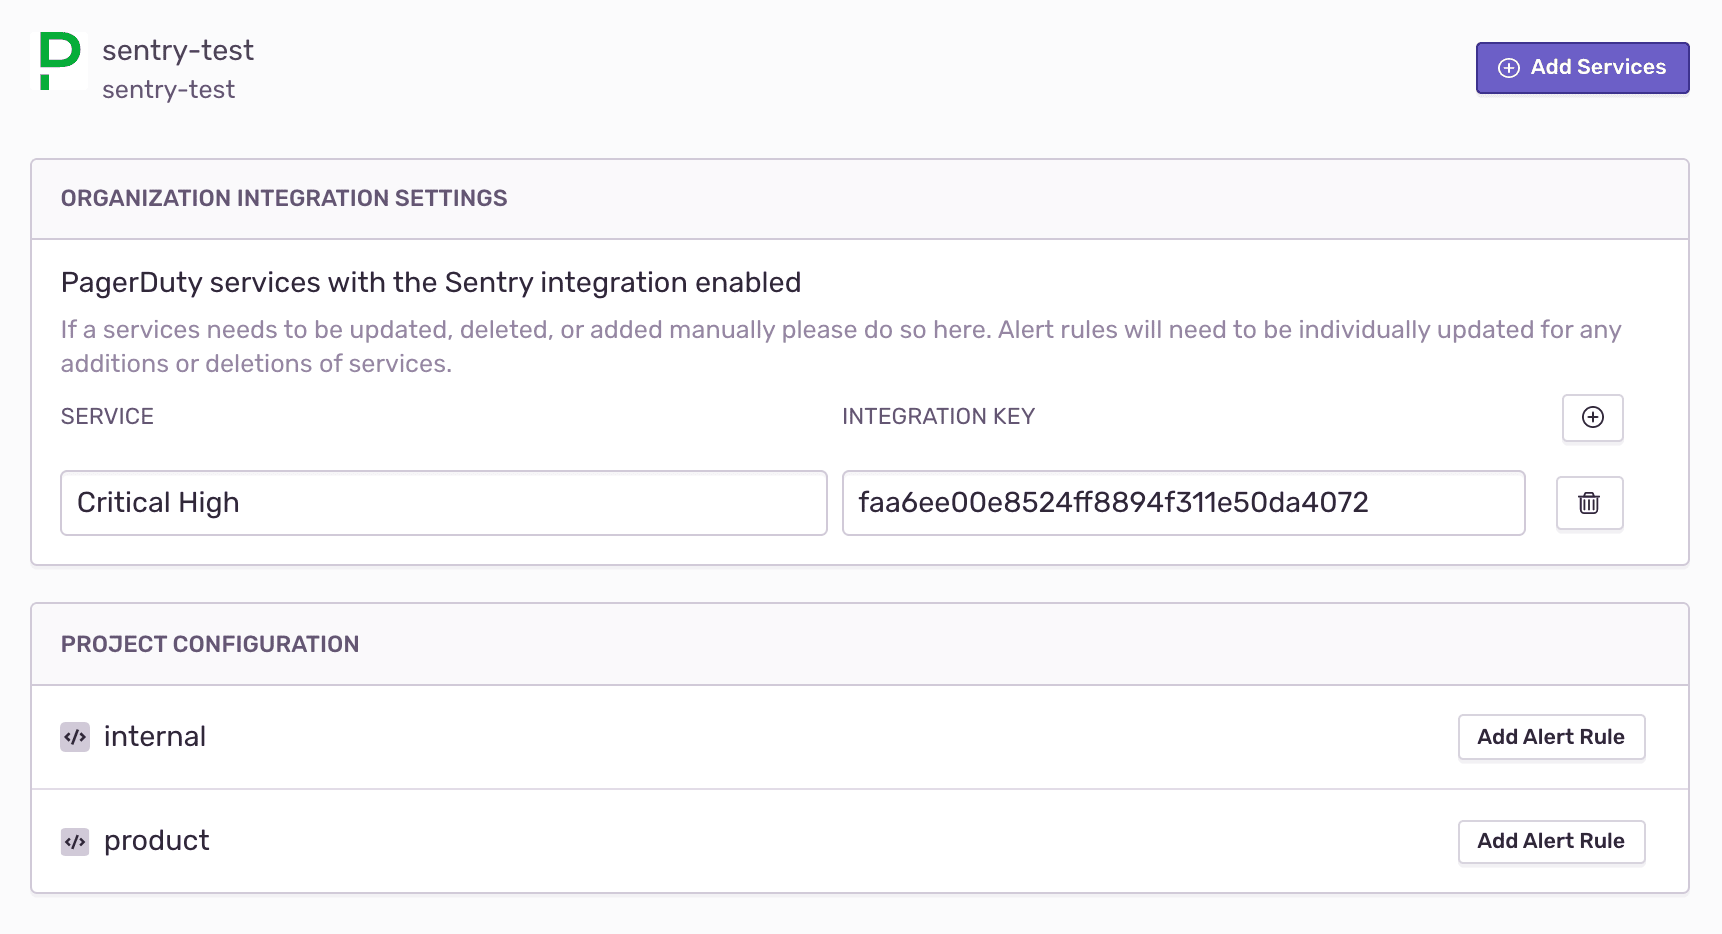 sentry-test
sentry-test
Add Services
ORGANIZATION INTEGRATION SETTINGS
PagerDuty services with the Sentry integration enabled
If a services needs to be updated, deleted, or added manually please do so here. Alert rules will need to be individually updated for any
additions or deletions of services.
SERVICE INTEGRATION KEY
Critical High faa6ee00e8524ff8894f311e50da4072
PROJECT CONFIGURATION
internal Add Alert Rule
product Add Alert Rule